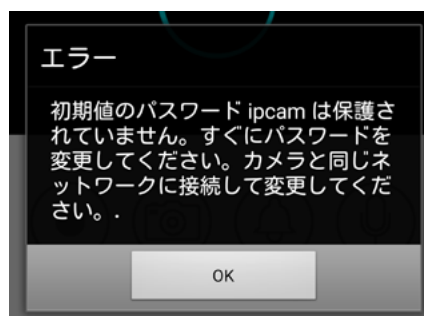 エラー
初期値のパスワード ipcam は保護さ
れていません。すぐにパスワードを
変更してください。カメラと同じネ
ットワークに接続して変更してくだ
さい。.
OK